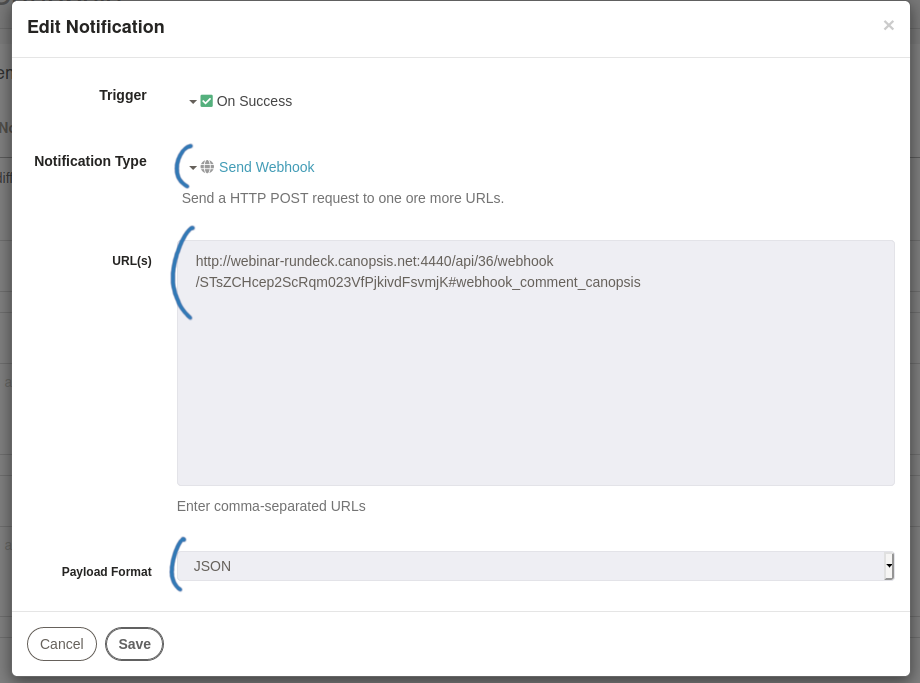 Edit Notification
×
Trigger
On Success
Notification Type
Send Webhook
Send a HTTP POST request to one ore more URLs.
URL(s)
http://webinar-rundeck.canopsis.net:4440/api/36/webhook
/STsZCHcep2ScRqm023VfPjkivdFsvmjK#webhook_comment_canopsis
Enter comma-separated URLs
Payload Format
JSON
Cancel
Save